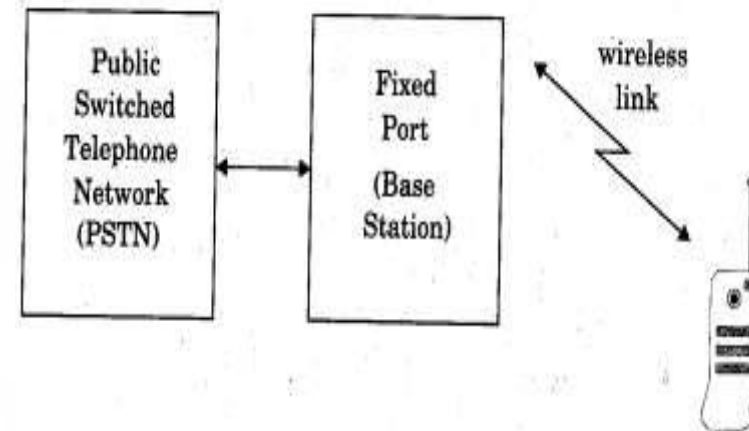 Public
Switched
Telephone
Network
(PSTN)
Fixed
Port
(Base
Station)
wireless
link